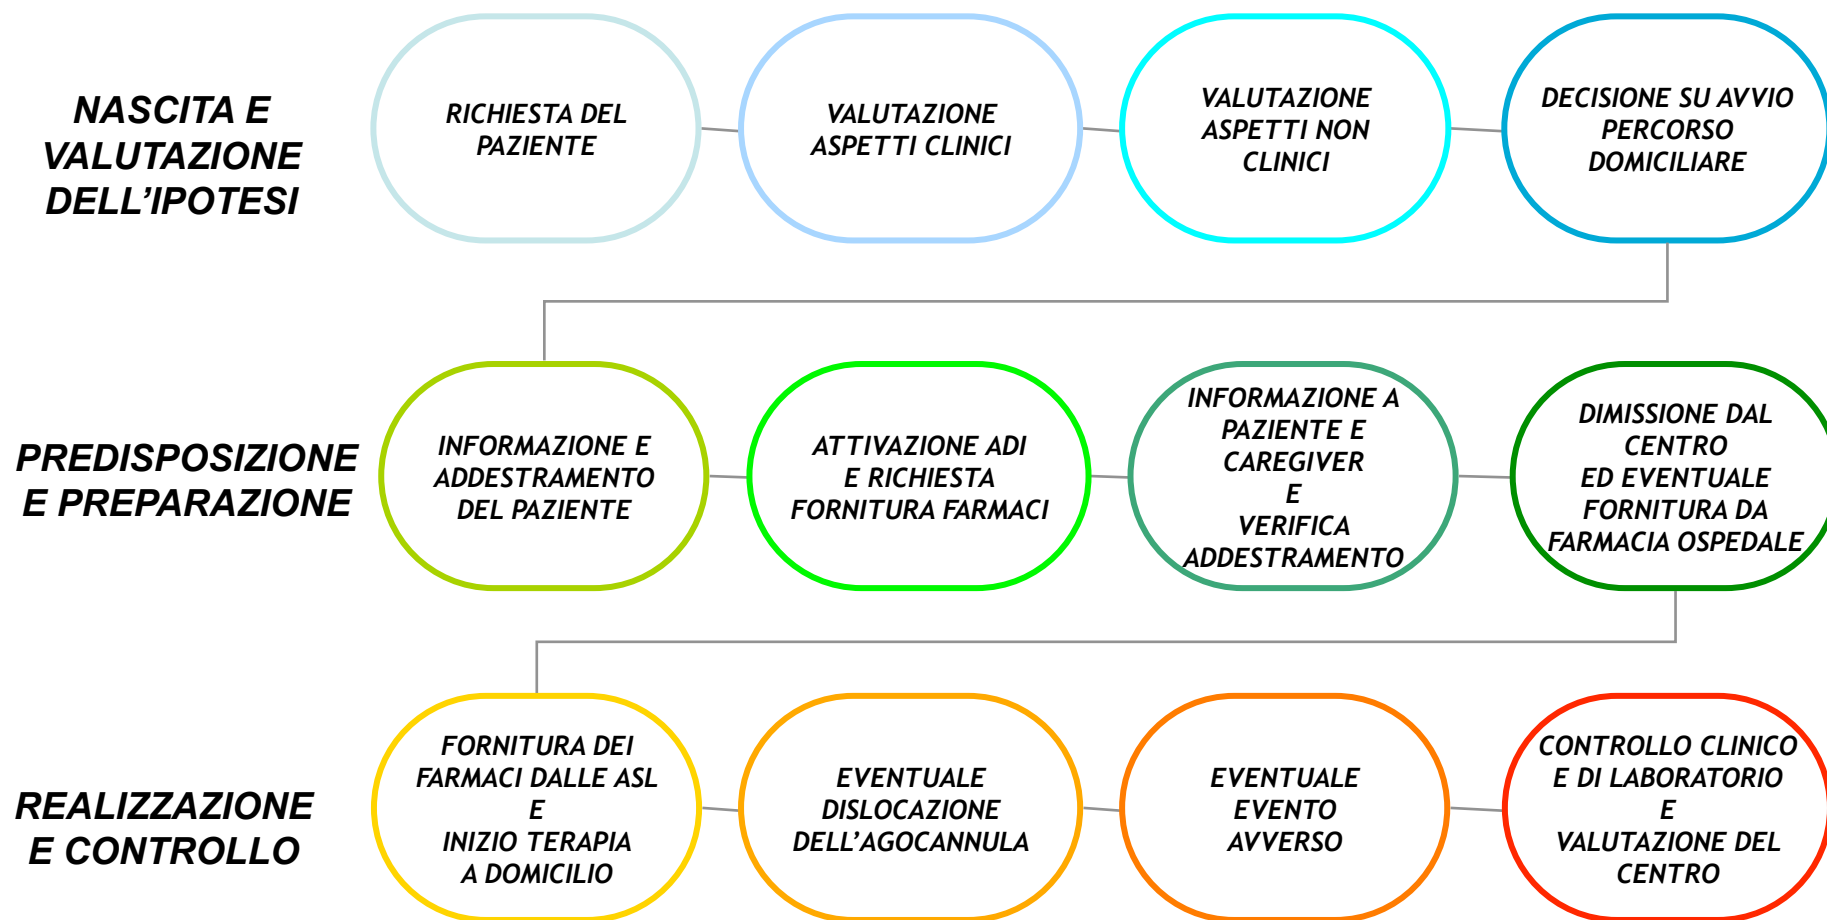 NASCITA E
VALUTAZIONE
DELL'IPOTESI
RICHIESTA DEL
PAZIENTE
VALUTAZIONE
ASPETTI CLINICI
VALUTAZIONE
ASPETTI NON
CLINICI
DECISIONE SU AVVIO
PERCORSO
DOMICILIARE
PREDISPOSIZIONE
E PREPARAZIONE
INFORMAZIONE E
ADDESTRAMENTO
DEL PAZIENTE
ATTIVAZIONE ADI
E RICHIESTA
FORNITURA FARMACI
INFORMAZIONE A
PAZIENTE E
CAREGIVER
E
VERIFICA
ADDESTRAMENTO
DIMISSIONE DAL
CENTRO
ED EVENTUALE
FORNITURA DA
FARMACIA OSPEDALE
REALIZZAZIONE
E CONTROLLO
FORNITURA DEI
FARMACI DALLE ASL
E
INIZIO TERAPIA
A DOMICILIO
EVENTUALE
DISLOCAZIONE
DELL'AGOCANNULA
EVENTUALE
EVENTO
AVVERSO
CONTROLLO CLINICO
E DI LABORATORIO
E
VALUTAZIONE DEL
CENTRO